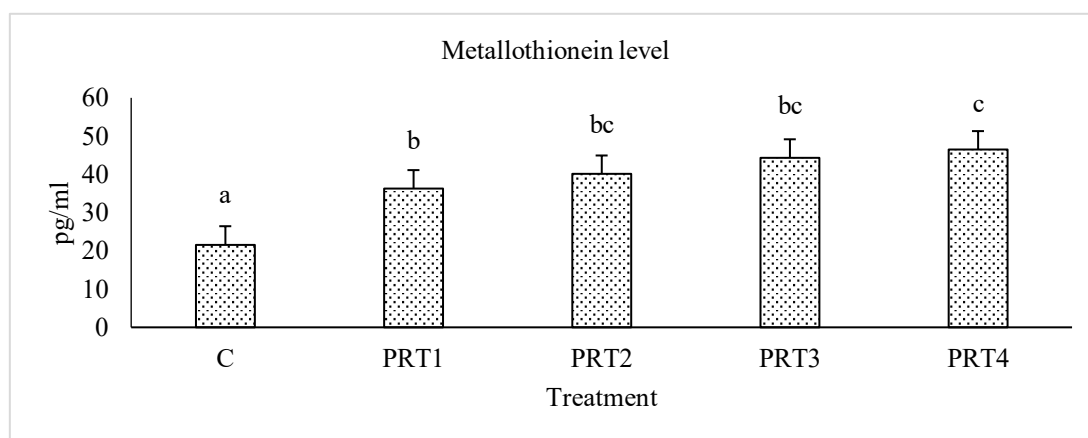 Metallothionein level
60
50
40
30
20
10
0
pg/ml
a
b
bc
bc
c
C PRT1 PRT2 PRT3 PRT4
Treatment